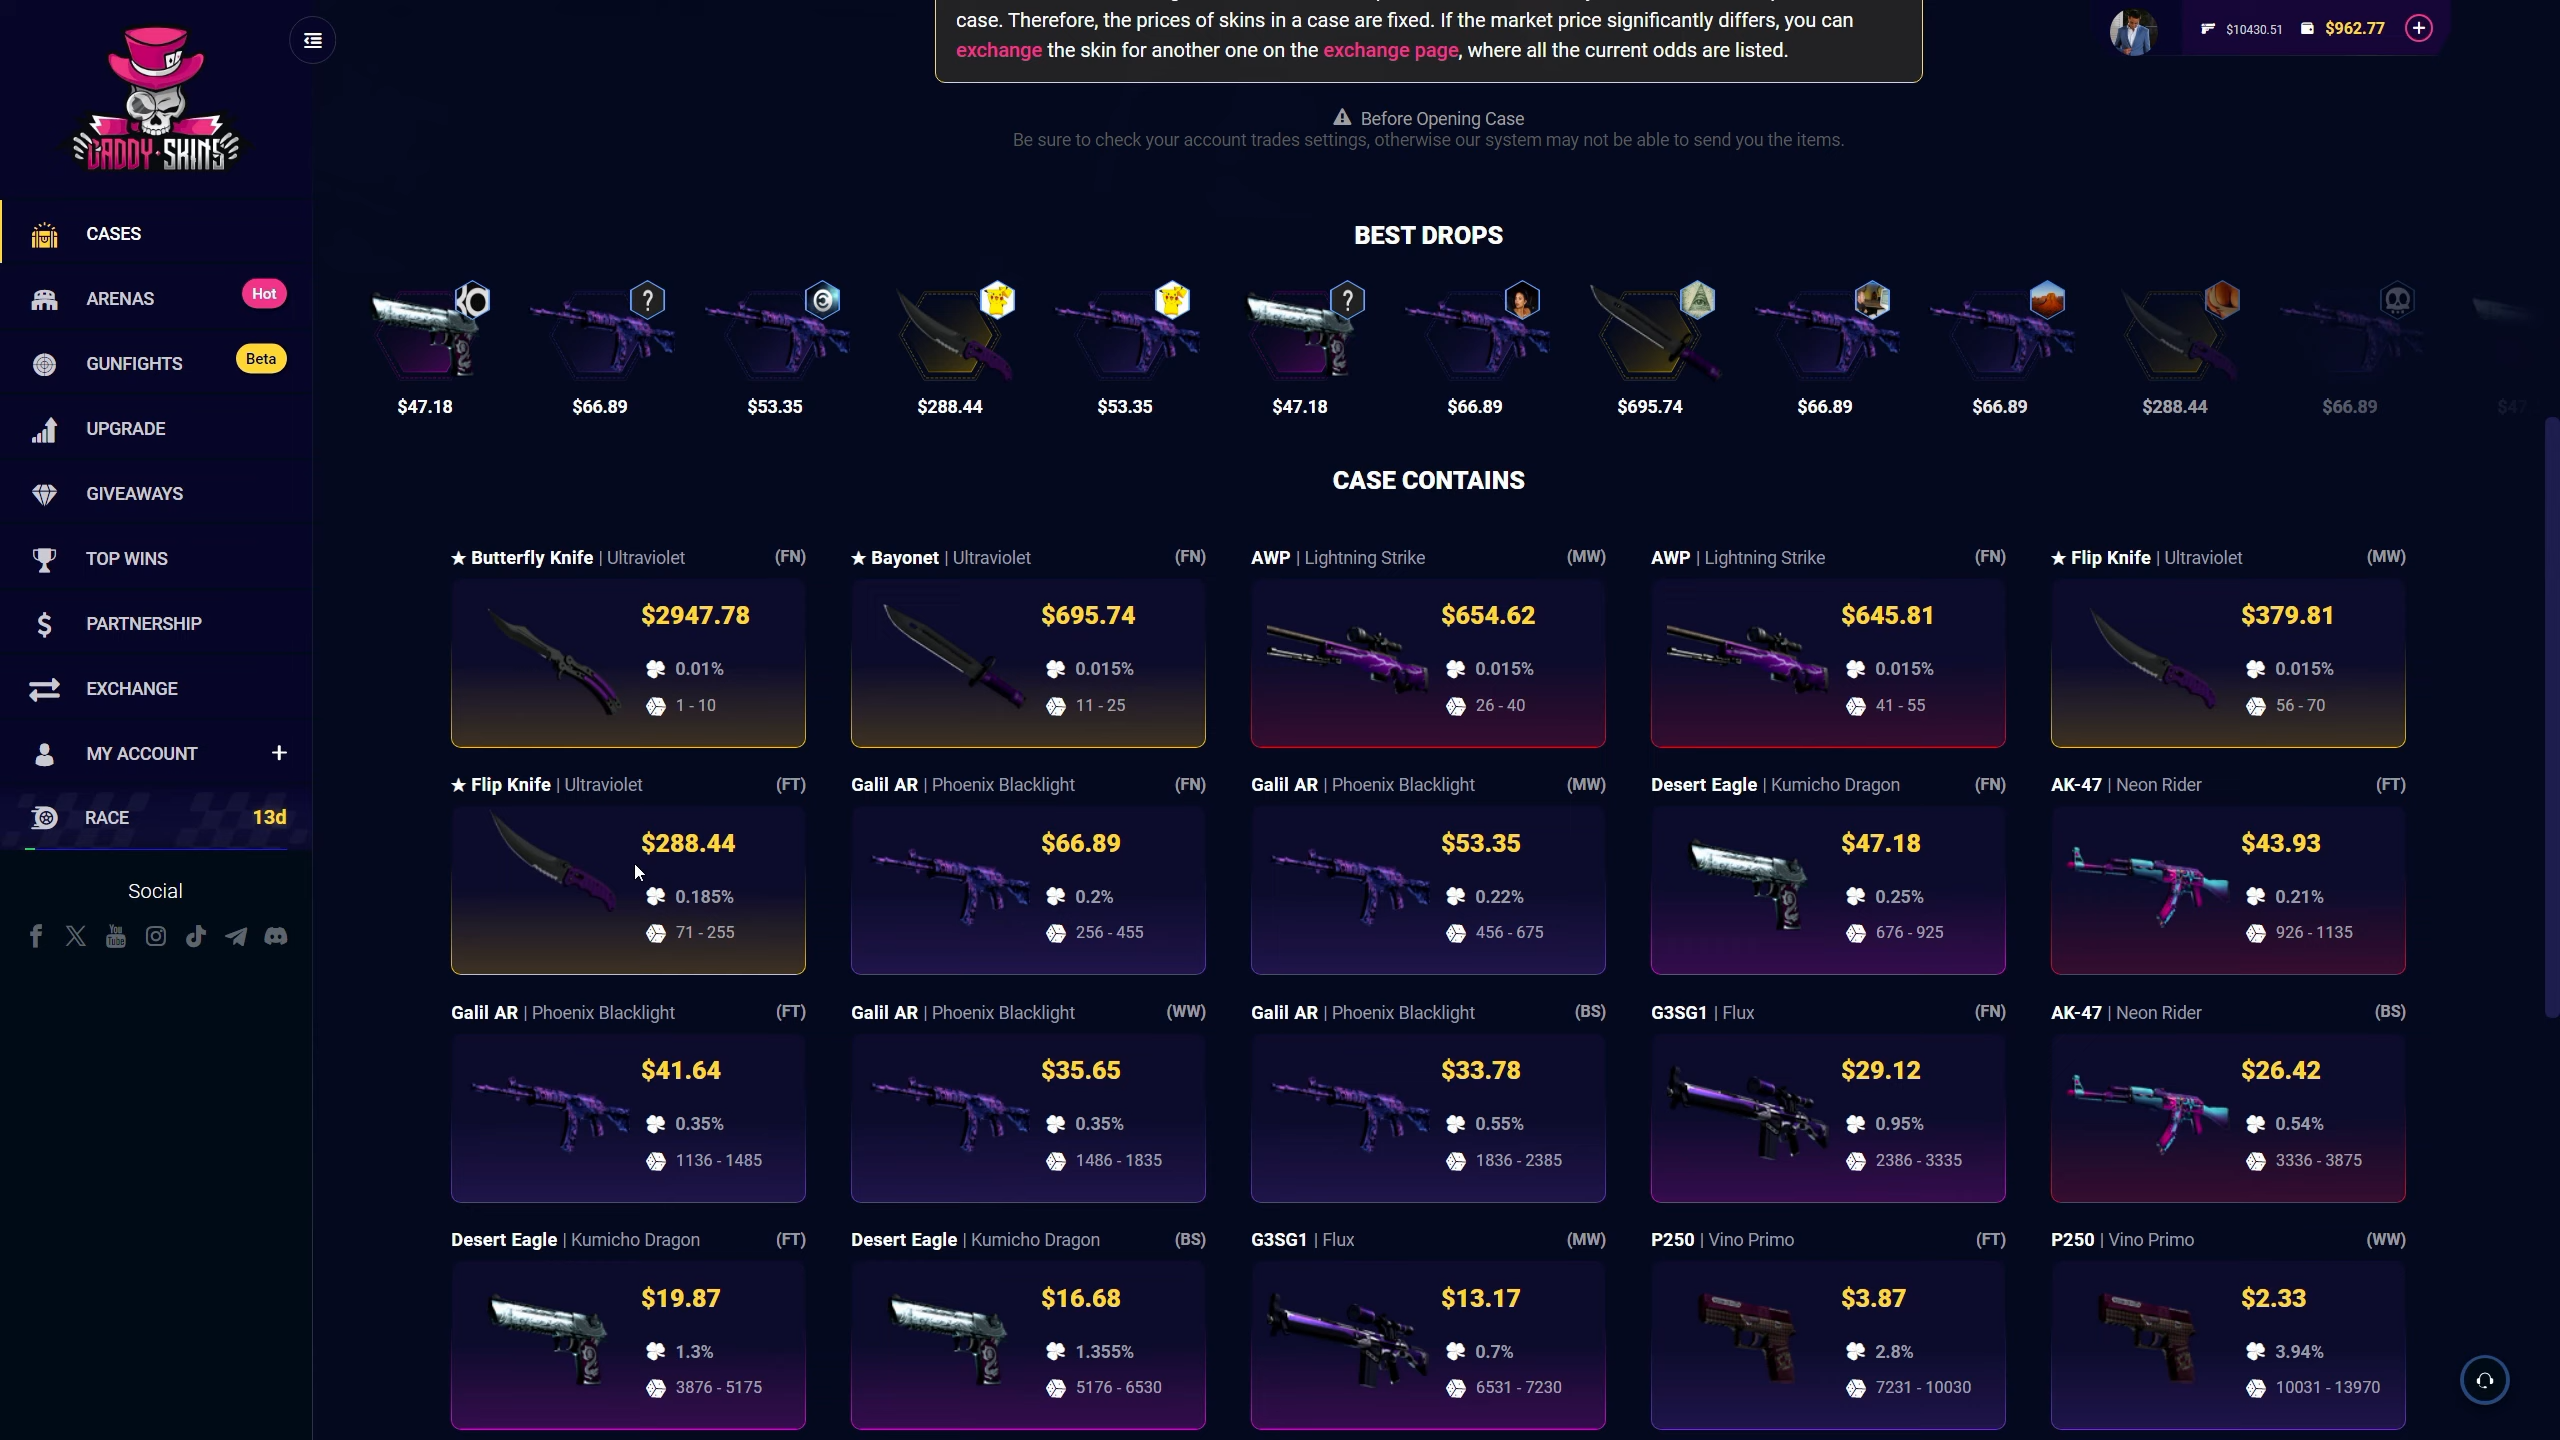 case. Therefore, the prices of skins in a case are fixed. If the market price significantly differs, you can
exchange the skin for another one on the exchange page, where all the current odds are listed.
$10430.51 $962.77
Before Opening Case
Be sure to check your account trades settings, otherwise our system may not be able to send you the items.
DADDY SKINS
CASES
ARENAS Hot
GUNFIGHTS Beta
UPGRADE
GIVEAWAYS
TOP WINS
PARTNERSHIP
EXCHANGE
MY ACCOUNT +
RACE 13d
Social
You Tube
BEST DROPS
$47.18 $66.89 $53.35 $288.44 $53.35 $47.18 $66.89 $695.74 $66.89 $66.89 $288.44 $66.89 $47
CASE CONTAINS
★ Butterfly Knife | Ultraviolet (FN)
$2947.78
0.01%
1 - 10
★ Bayonet | Ultraviolet (FN)
$695.74
0.015%
11 - 25
AWP | Lightning Strike (MW)
$654.62
0.015%
26 - 40
AWP | Lightning Strike (FN)
$645.81
0.015%
41 - 55
★ Flip Knife | Ultraviolet (MW)
$379.81
0.015%
56 - 70
★ Flip Knife | Ultraviolet (FT)
$288.44
0.185%
71 - 255
Galil AR | Phoenix Blacklight (FN)
$66.89
0.2%
256 - 455
Galil AR | Phoenix Blacklight (MW)
$53.35
0.22%
456 - 675
Desert Eagle | Kumicho Dragon (FN)
$47.18
0.25%
676 - 925
AK-47 | Neon Rider (FT)
$43.93
0.21%
926 - 1135
Galil AR | Phoenix Blacklight (FT)
$41.64
0.35%
1136 - 1485
Galil AR | Phoenix Blacklight (WW)
$35.65
0.35%
1486 - 1835
Galil AR | Phoenix Blacklight (BS)
$33.78
0.55%
1836 - 2385
G3SG1 | Flux (FN)
$29.12
0.95%
2386 - 3335
AK-47 | Neon Rider (BS)
$26.42
0.54%
3336 - 3875
Desert Eagle | Kumicho Dragon (FT)
$19.87
1.3%
3876 - 5175
Desert Eagle | Kumicho Dragon (BS)
$16.68
1.355%
5176 - 6530
G3SG1 | Flux (MW)
$13.17
0.7%
6531 - 7230
P250 | Vino Primo (FT)
$3.87
2.8%
7231 - 10030
P250 | Vino Primo (WW)
$2.33
3.94%
10031 - 13970